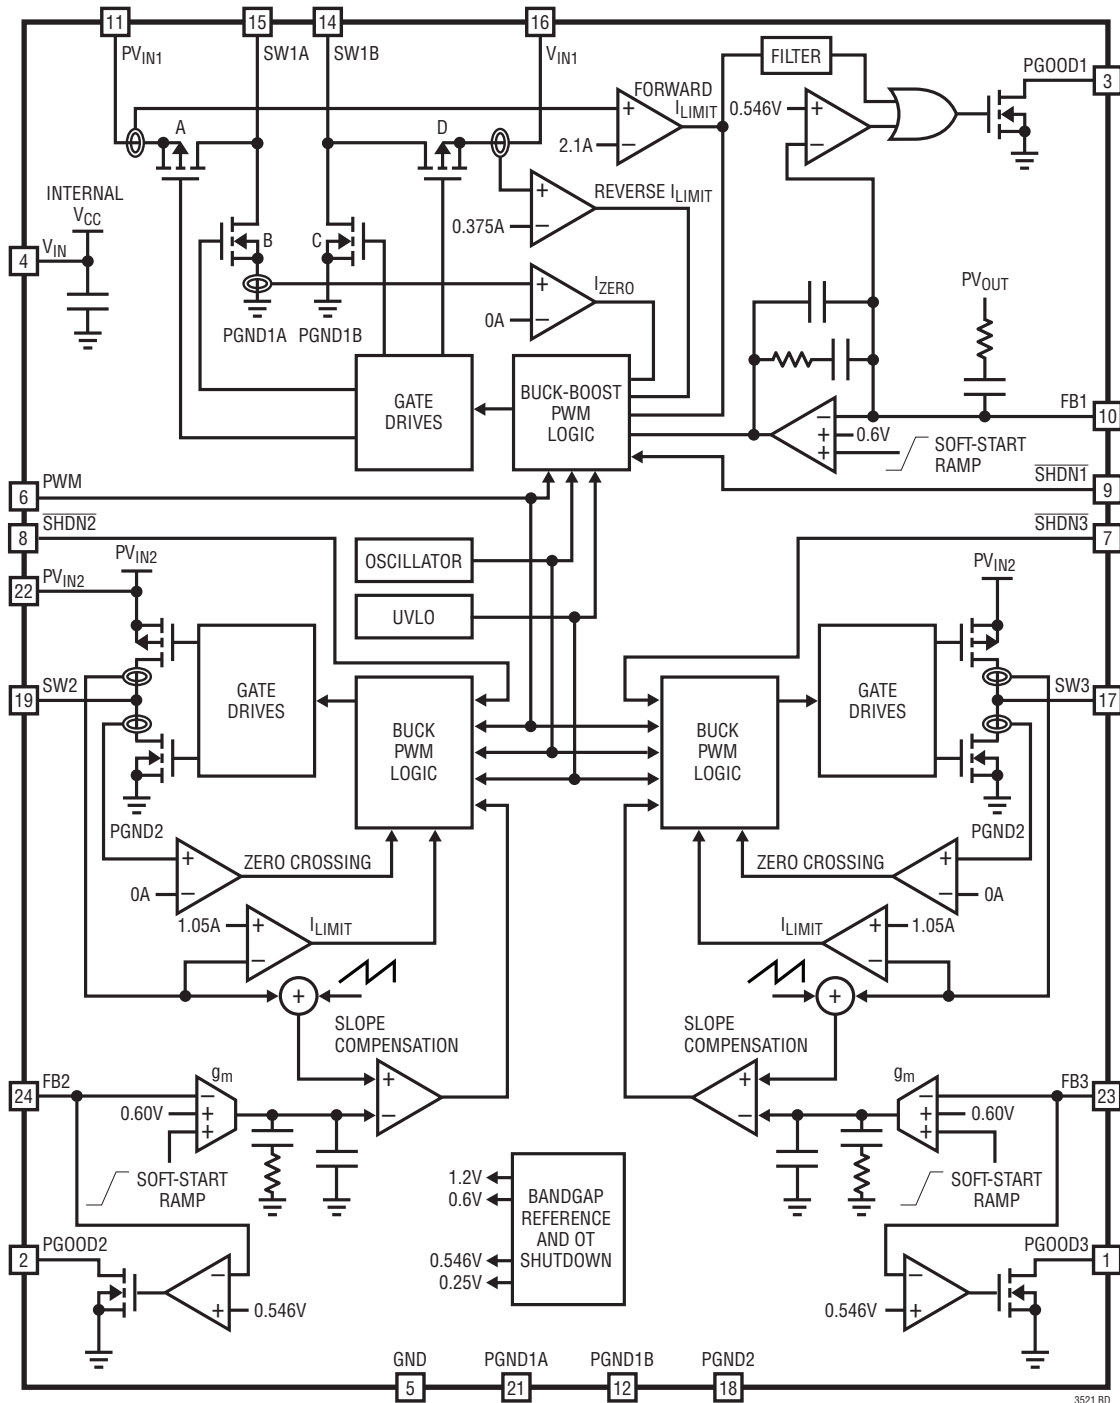 11
15
14
16
PVIN1
SW1A
SW1B
VIN1
FILTER
PGOOD1
3
FORWARD
ILIMIT
0.546V
+
−
A
D
+
−
2.1A
INTERNAL
VCC
REVERSE ILIMIT
+
−
0.375A
4
VIN
B
C
IZERO
+
−
0A
PVOUT
PGND1A
PGND1B
GATE
DRIVES
BUCK-BOOST
PWM
LOGIC
FB1
10
−
+
+
0.6V
SOFT-START
RAMP
SHDN1
9
6
PWM
8
SHDN2
SHDN3
7
PVIN2
OSCILLATOR
PVIN2
22
PVIN2
UVLO
GATE
DRIVES
BUCK
PWM
LOGIC
BUCK
PWM
LOGIC
GATE
DRIVES
19
SW2
SW3
17
PGND2
PGND2
+
−
0A
ZERO CROSSING
ZERO CROSSING
+
−
0A
1.05A
+
−
ILIMIT
ILIMIT
+
−
1.05A
+
+
SLOPE
COMPENSATION
SLOPE
COMPENSATION
+
−
+
−
24
FB2
gm
gm
FB3
23
−
+
+
0.60V
−
+
+
0.60V
SOFT-START
RAMP
SOFT-START
RAMP
1.2V
0.6V
0.546V
0.25V
BANDGAP
REFERENCE
AND OT
SHUTDOWN
2
PGOOD2
PGOOD3
1
−
+
0.546V
0.546V
−
+
GND
PGND1A
PGND1B
PGND2
5
21
12
18
3521 BD